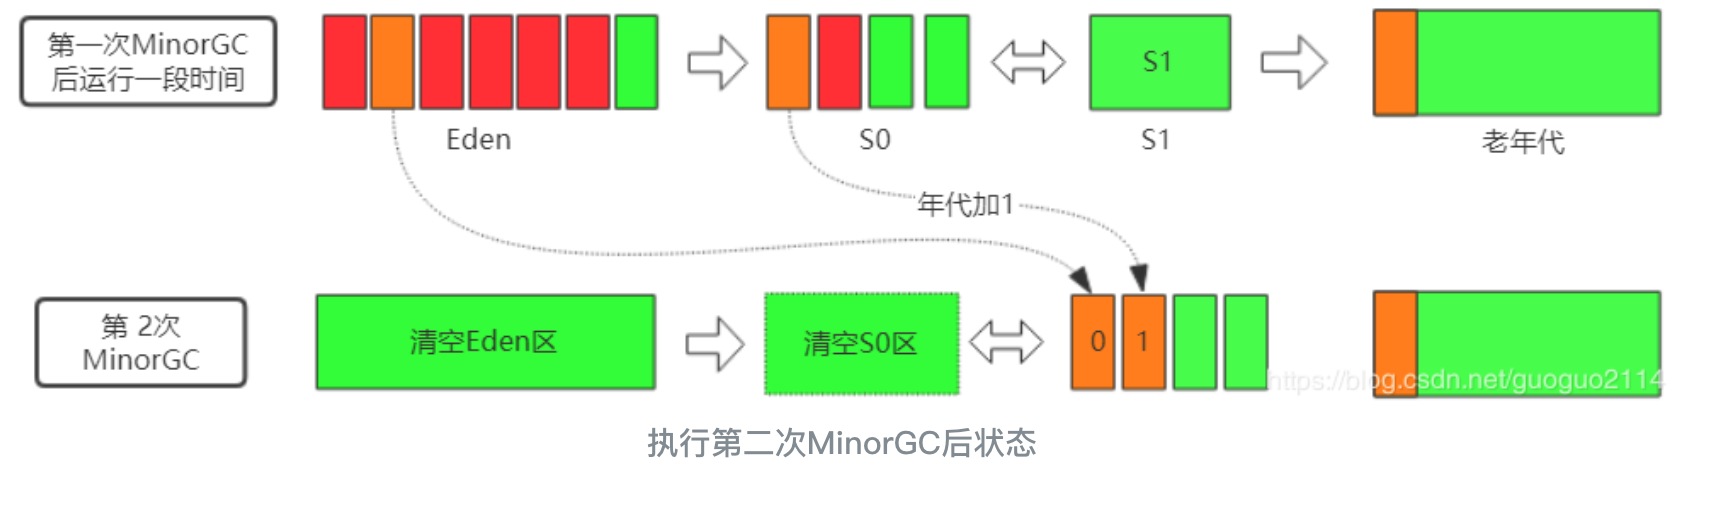 第一次MinorGC
后运行一段时间
S1
Eden
S0
S1
老年代
年代加1
第 2次
MinorGC
清空Eden区
清空S0区
0
1
https://blog.csdn.net/guoguo2114
执行第二次MinorGC后状态